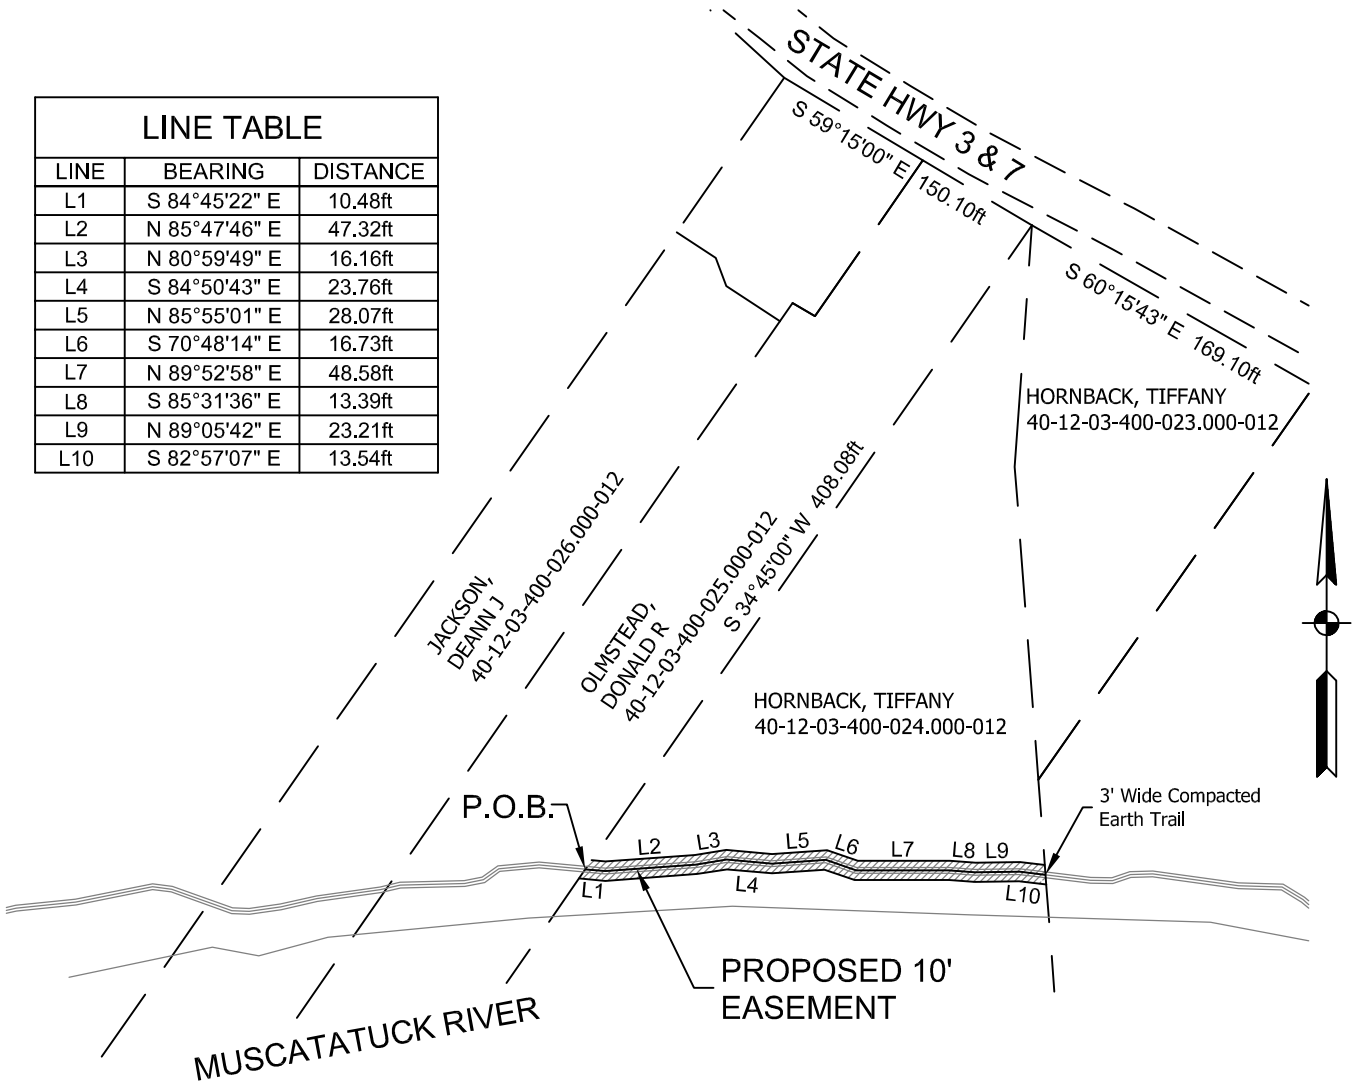 LINE TABLE
LINE BEARING DISTANCE
L1 S 84°45'22" E 10.48ft
L2 N 85°47'46" E 47.32ft
L3 N 80°59'49" E 16.16ft
L4 S 84°50'43" E 23.76ft
L5 N 85°55'01" E 28.07ft
L6 S 70°48'14" E 16.73ft
L7 N 89°52'58" E 48.58ft
L8 S 85°31'36" E 13.39ft
L9 N 89°05'42" E 23.21ft
L10 S 82°57'07" E 13.54ft
STATE HWY 3 & 7
S 59°15'00" E 150.10ft
S 60°15'43" E 169.10ft
HORNBACK, TIFFANY
40-12-03-400-023.000-012
JACKSON,
DEANN J
40-12-03-400-026.000-012
OLMSTEAD,
DONALD R
40-12-03-400-025.000-012
S 34°45'00" W 408.08ft
HORNBACK, TIFFANY
40-12-03-400-024.000-012
P.O.B.
3' Wide Compacted
Earth Trail
L2 L3 L5 L6 L7 L8 L9
L1 L4 L10
PROPOSED 10'
EASEMENT
MUSCATATUCK RIVER